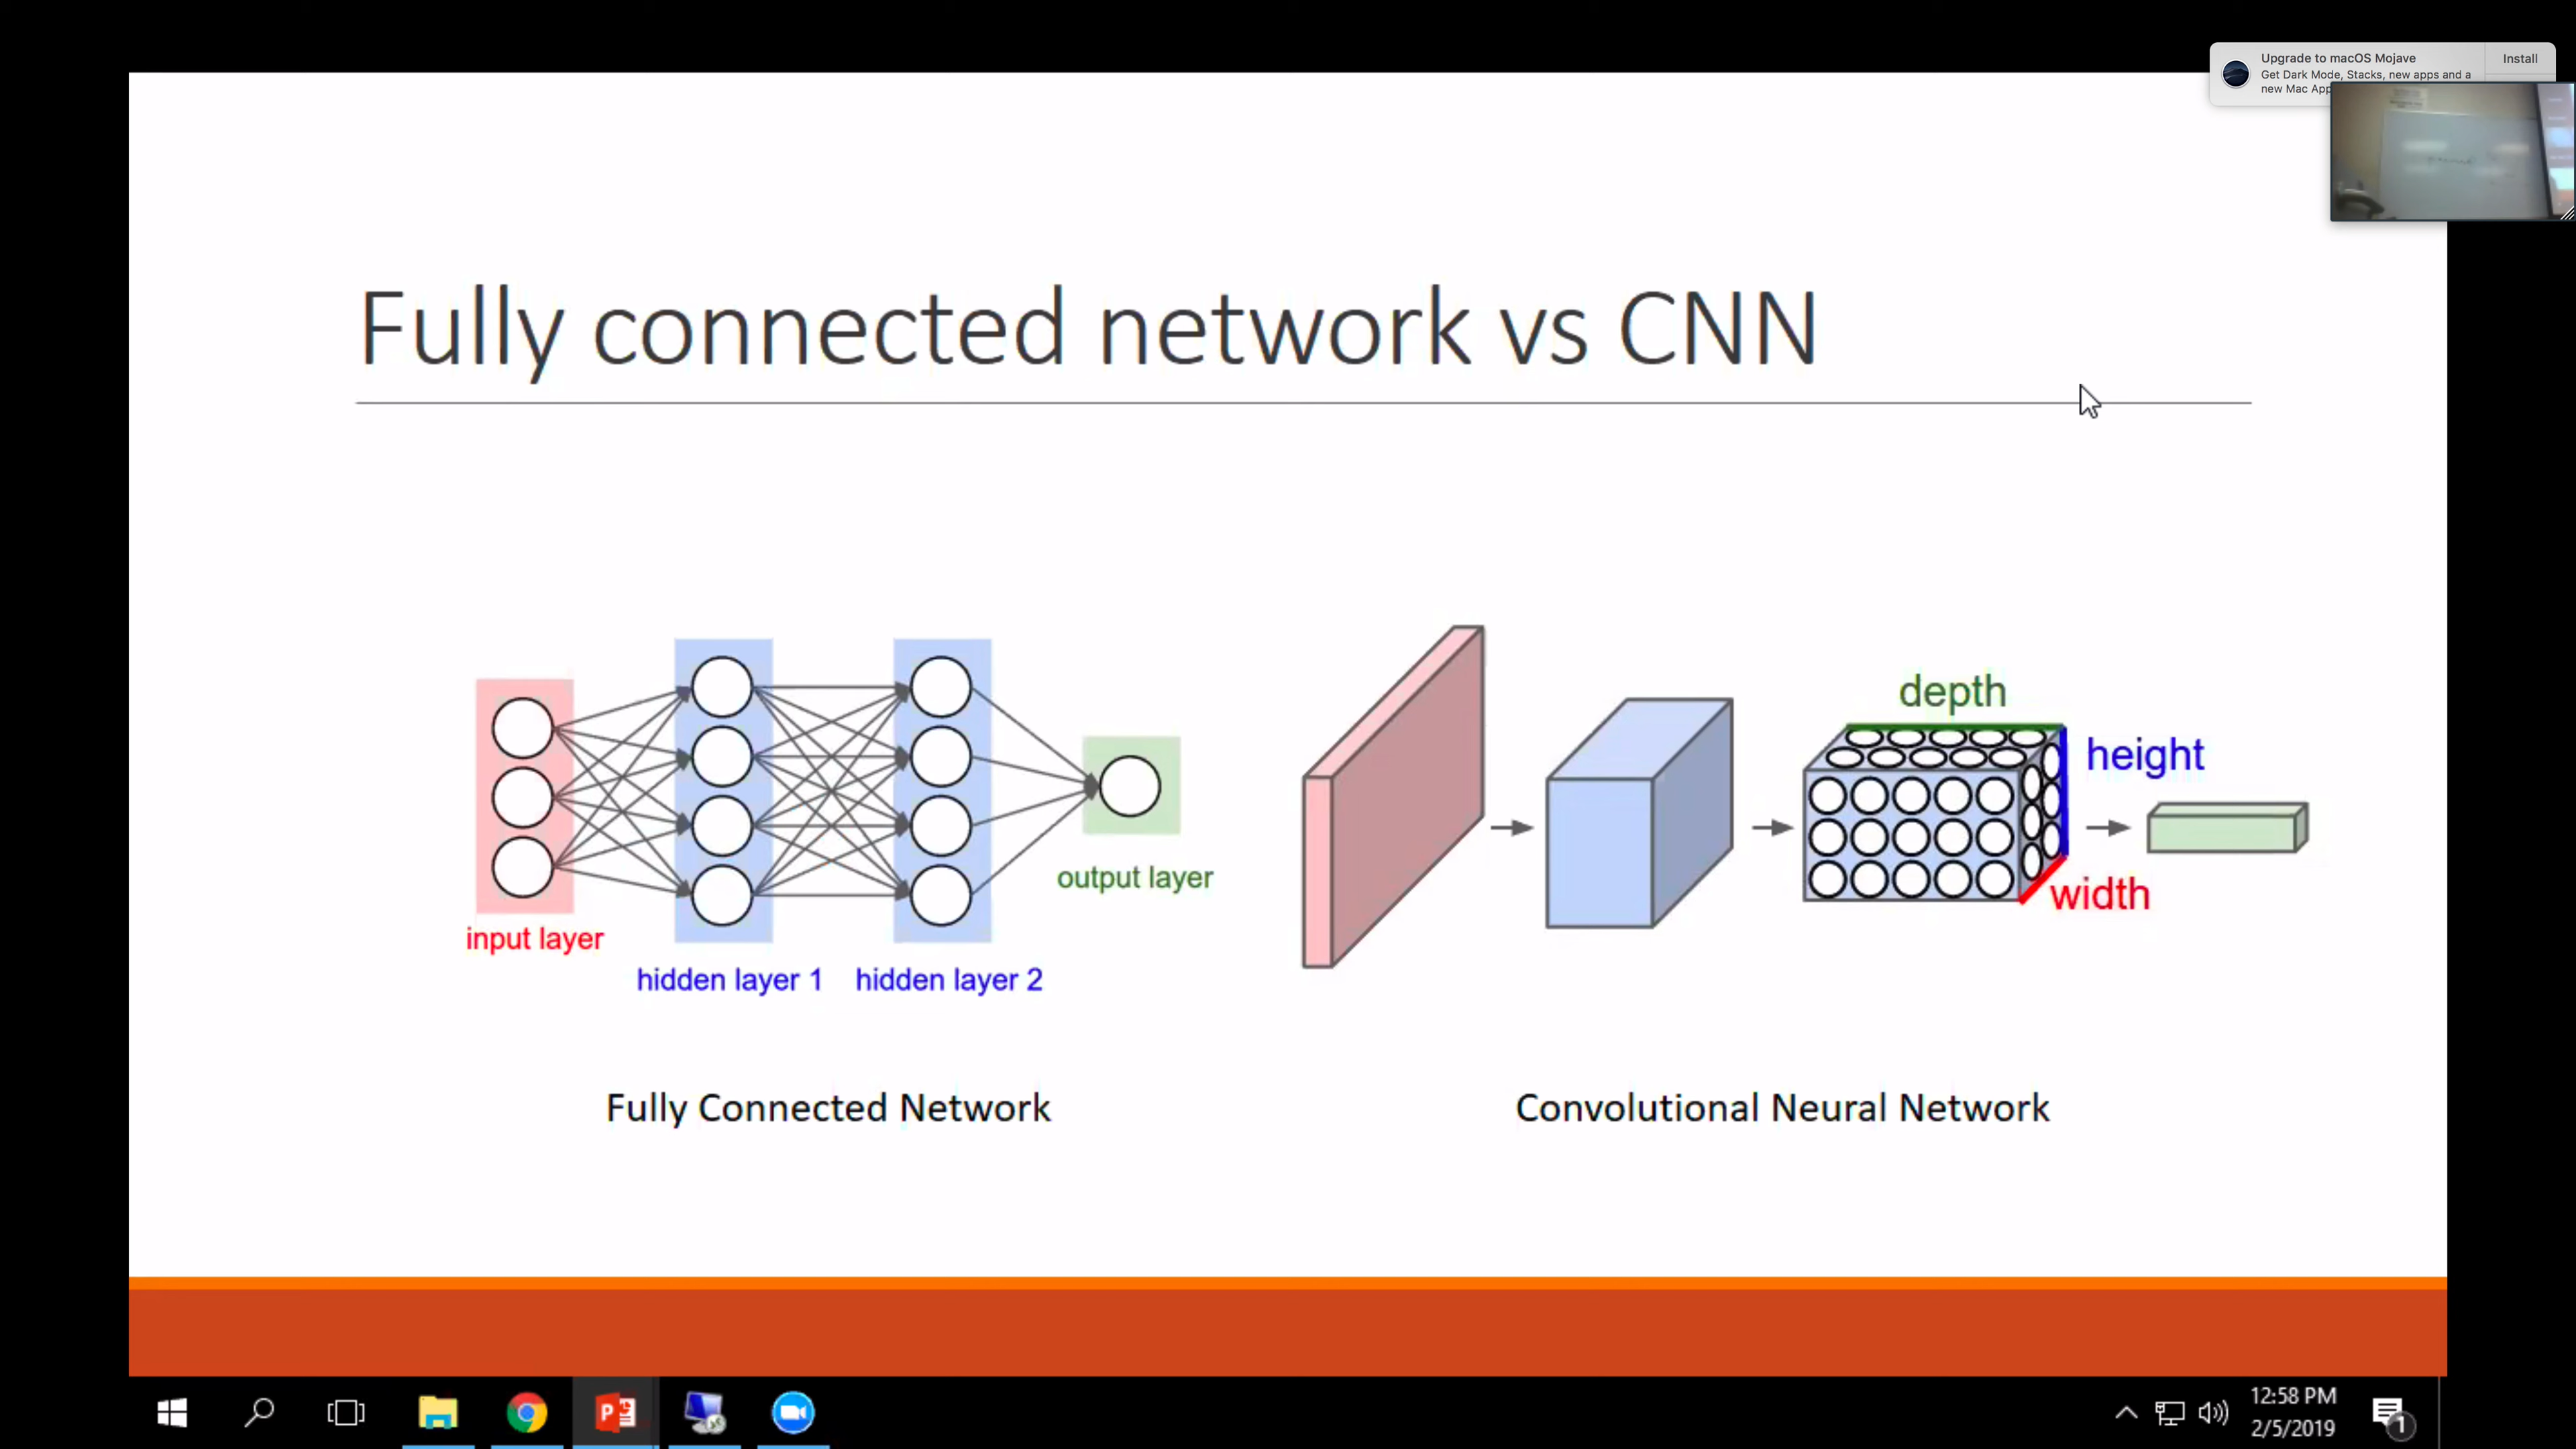 Upgrade to macOS Mojave
Install
Get Dark Mode, Stacks, new apps and a
new Mac App
Fully connected network vs CNN
depth
height
width
output layer
input layer
hidden layer 1
hidden layer 2
Fully Connected Network
Convolutional Neural Network
12:58 PM
2/5/2019
1